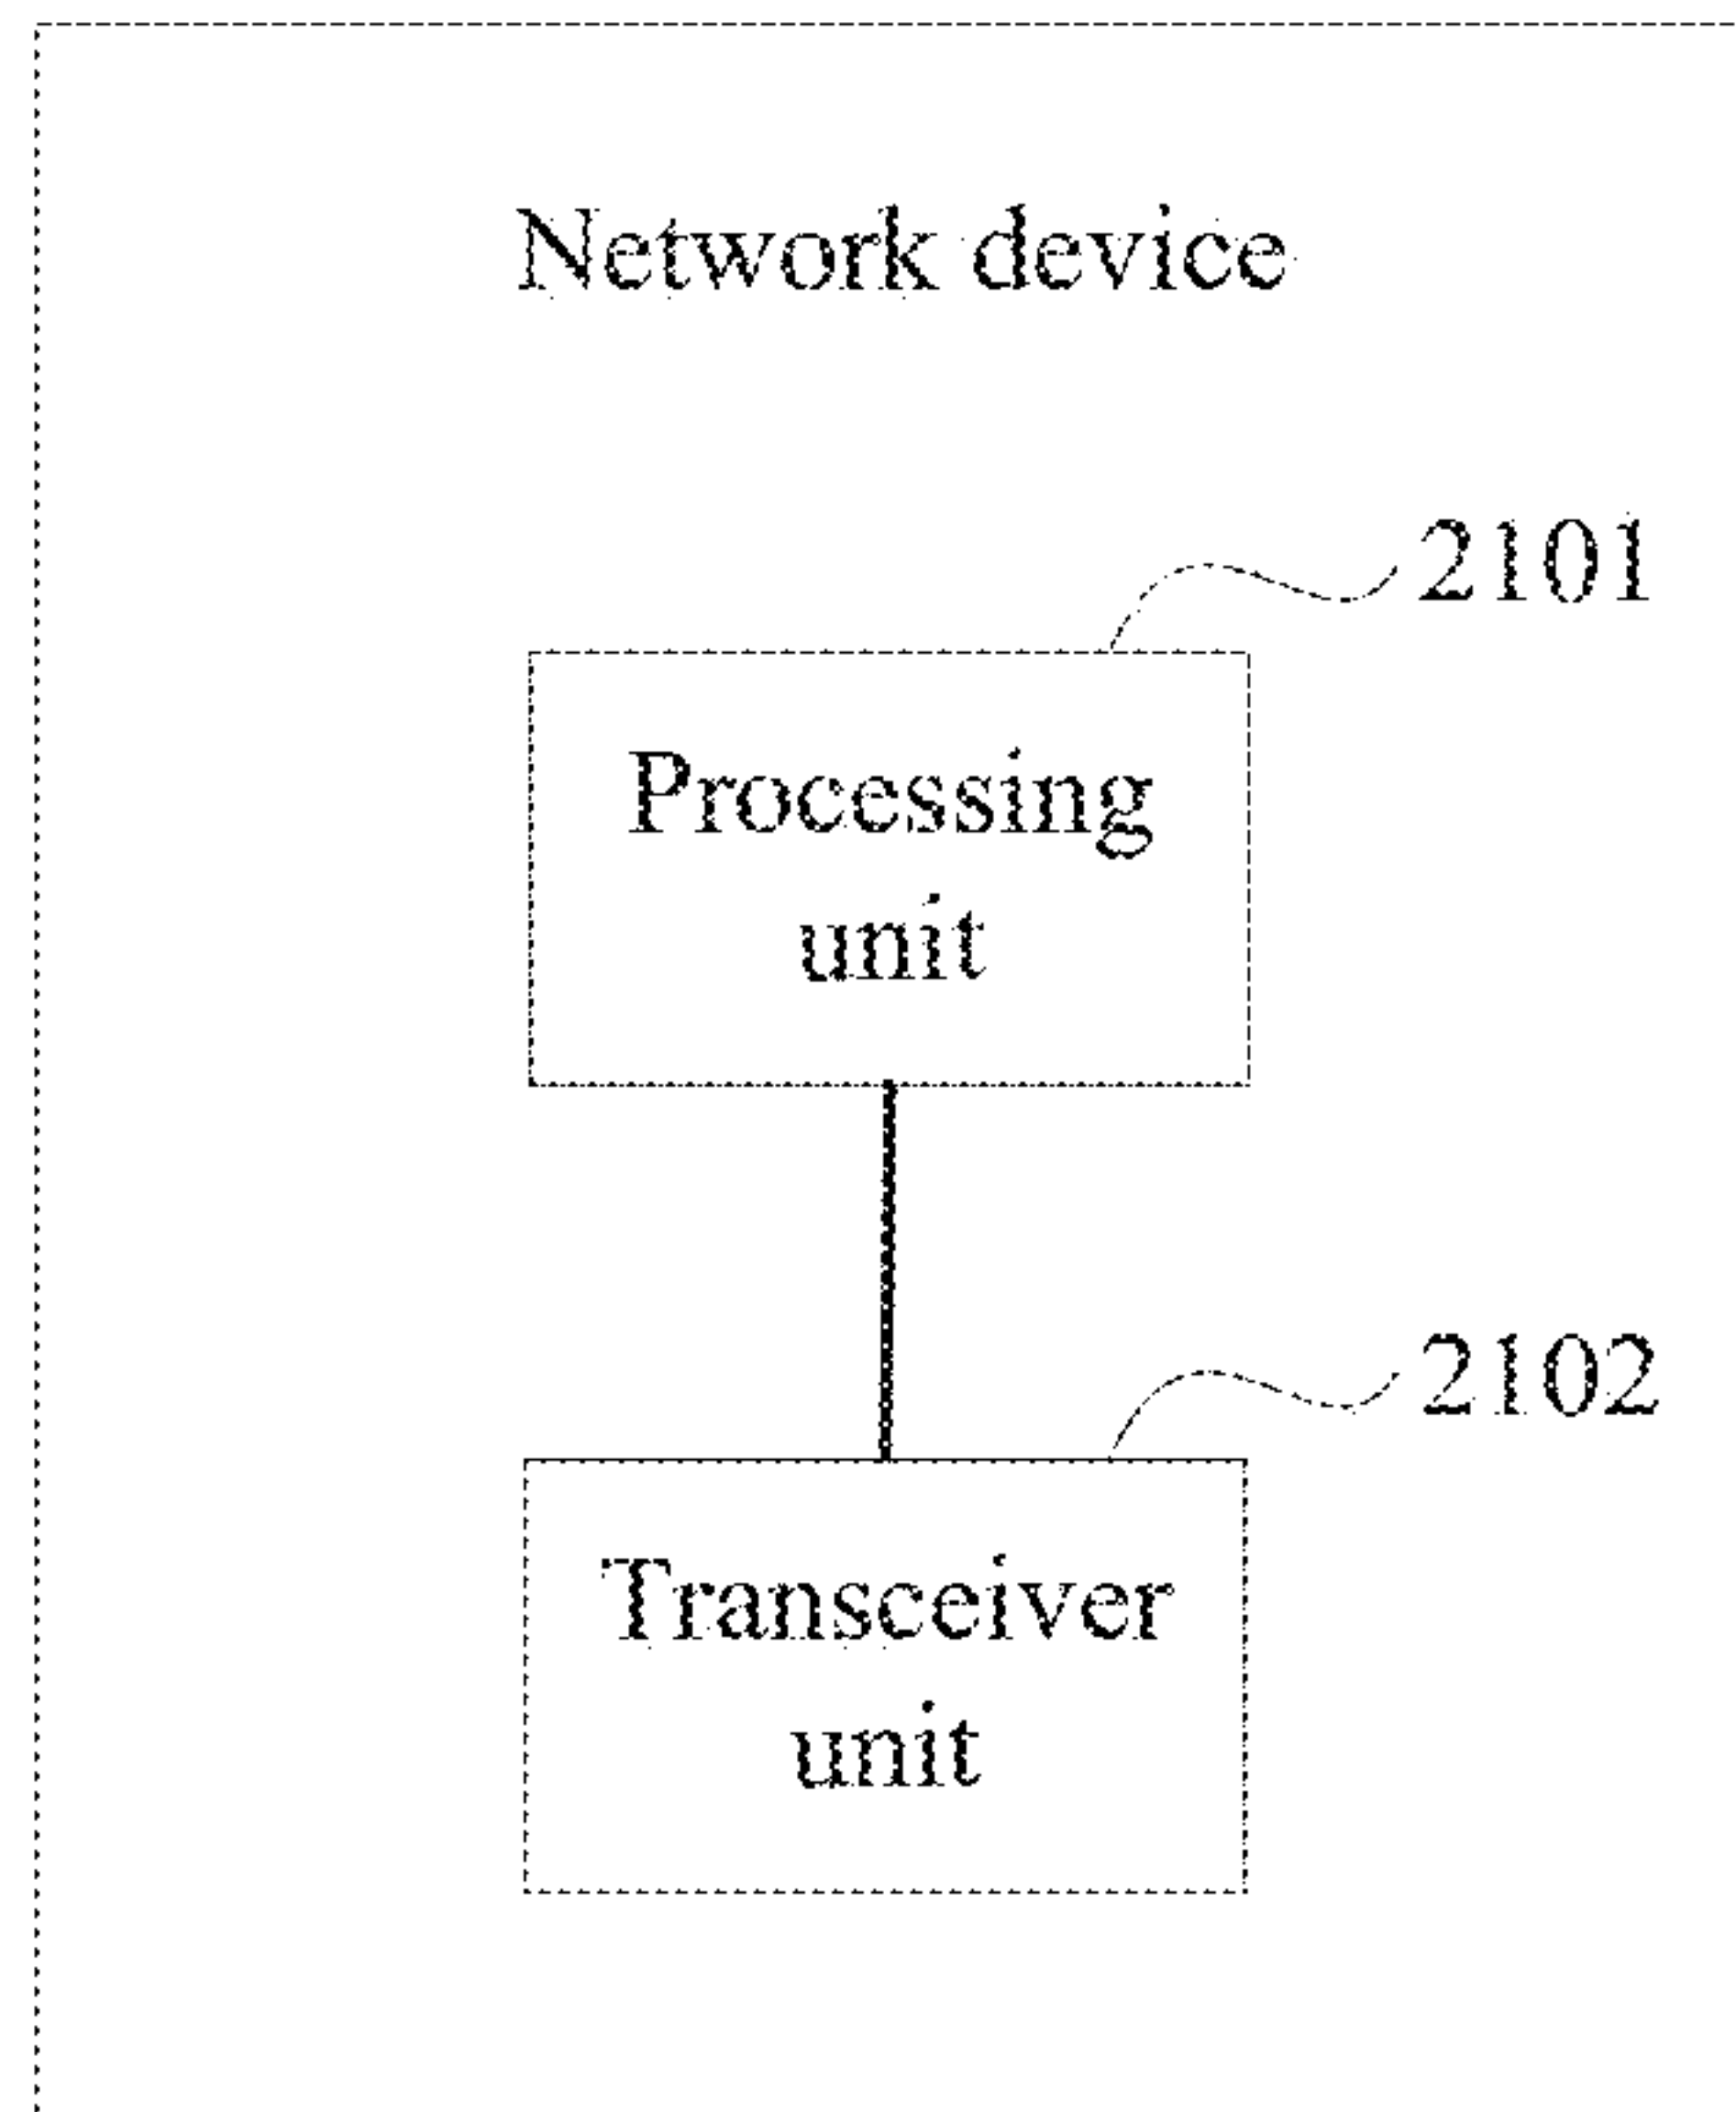 Network device
2101
Processing
unit
2102
Transceiver
unit